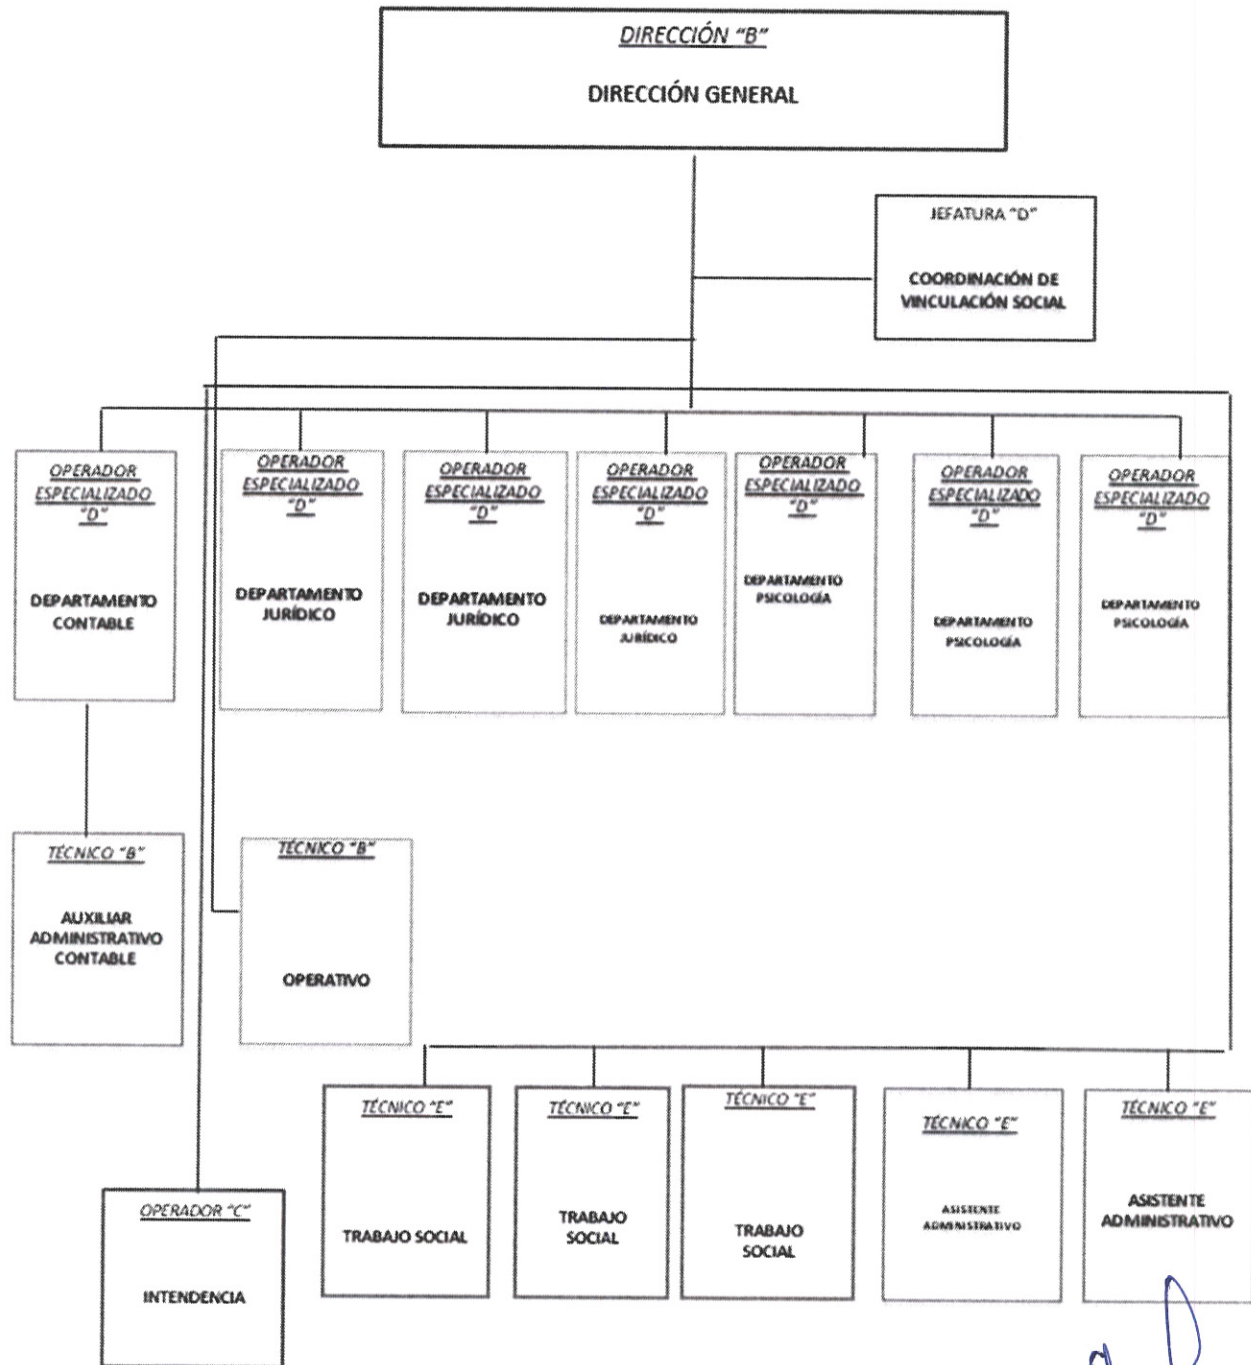 DIRECCIÓN "B"
DIRECCIÓN GENERAL
JEFATURA "D"
COORDINACIÓN DE
VINCULACIÓN SOCIAL
OPERADOR
ESPECIALIZADO
"D"
DEPARTAMENTO
CONTABLE
OPERADOR
ESPECIALIZADO
"D"
DEPARTAMENTO
JURÍDICO
OPERADOR
ESPECIALIZADO
"D"
DEPARTAMENTO
JURÍDICO
OPERADOR
ESPECIALIZADO
"D"
DEPARTAMENTO
JURÍDICO
OPERADOR
ESPECIALIZADO
"D"
DEPARTAMENTO
PSICOLOGÍA
OPERADOR
ESPECIALIZADO
"D"
DEPARTAMENTO
PSICOLOGÍA
OPERADOR
ESPECIALIZADO
"D"
DEPARTAMENTO
PSICOLOGÍA
TÉCNICO "B"
AUXILIAR
ADMINISTRATIVO
CONTABLE
TÉCNICO "B"
OPERATIVO
TÉCNICO "E"
TRABAJO SOCIAL
TÉCNICO "E"
TRABAJO
SOCIAL
TÉCNICO "E"
TRABAJO
SOCIAL
TÉCNICO "E"
ASISTENTE
ADMINISTRATIVO
TÉCNICO "E"
ASISTENTE
ADMINISTRATIVO
OPERADOR "C"
INTENDENCIA